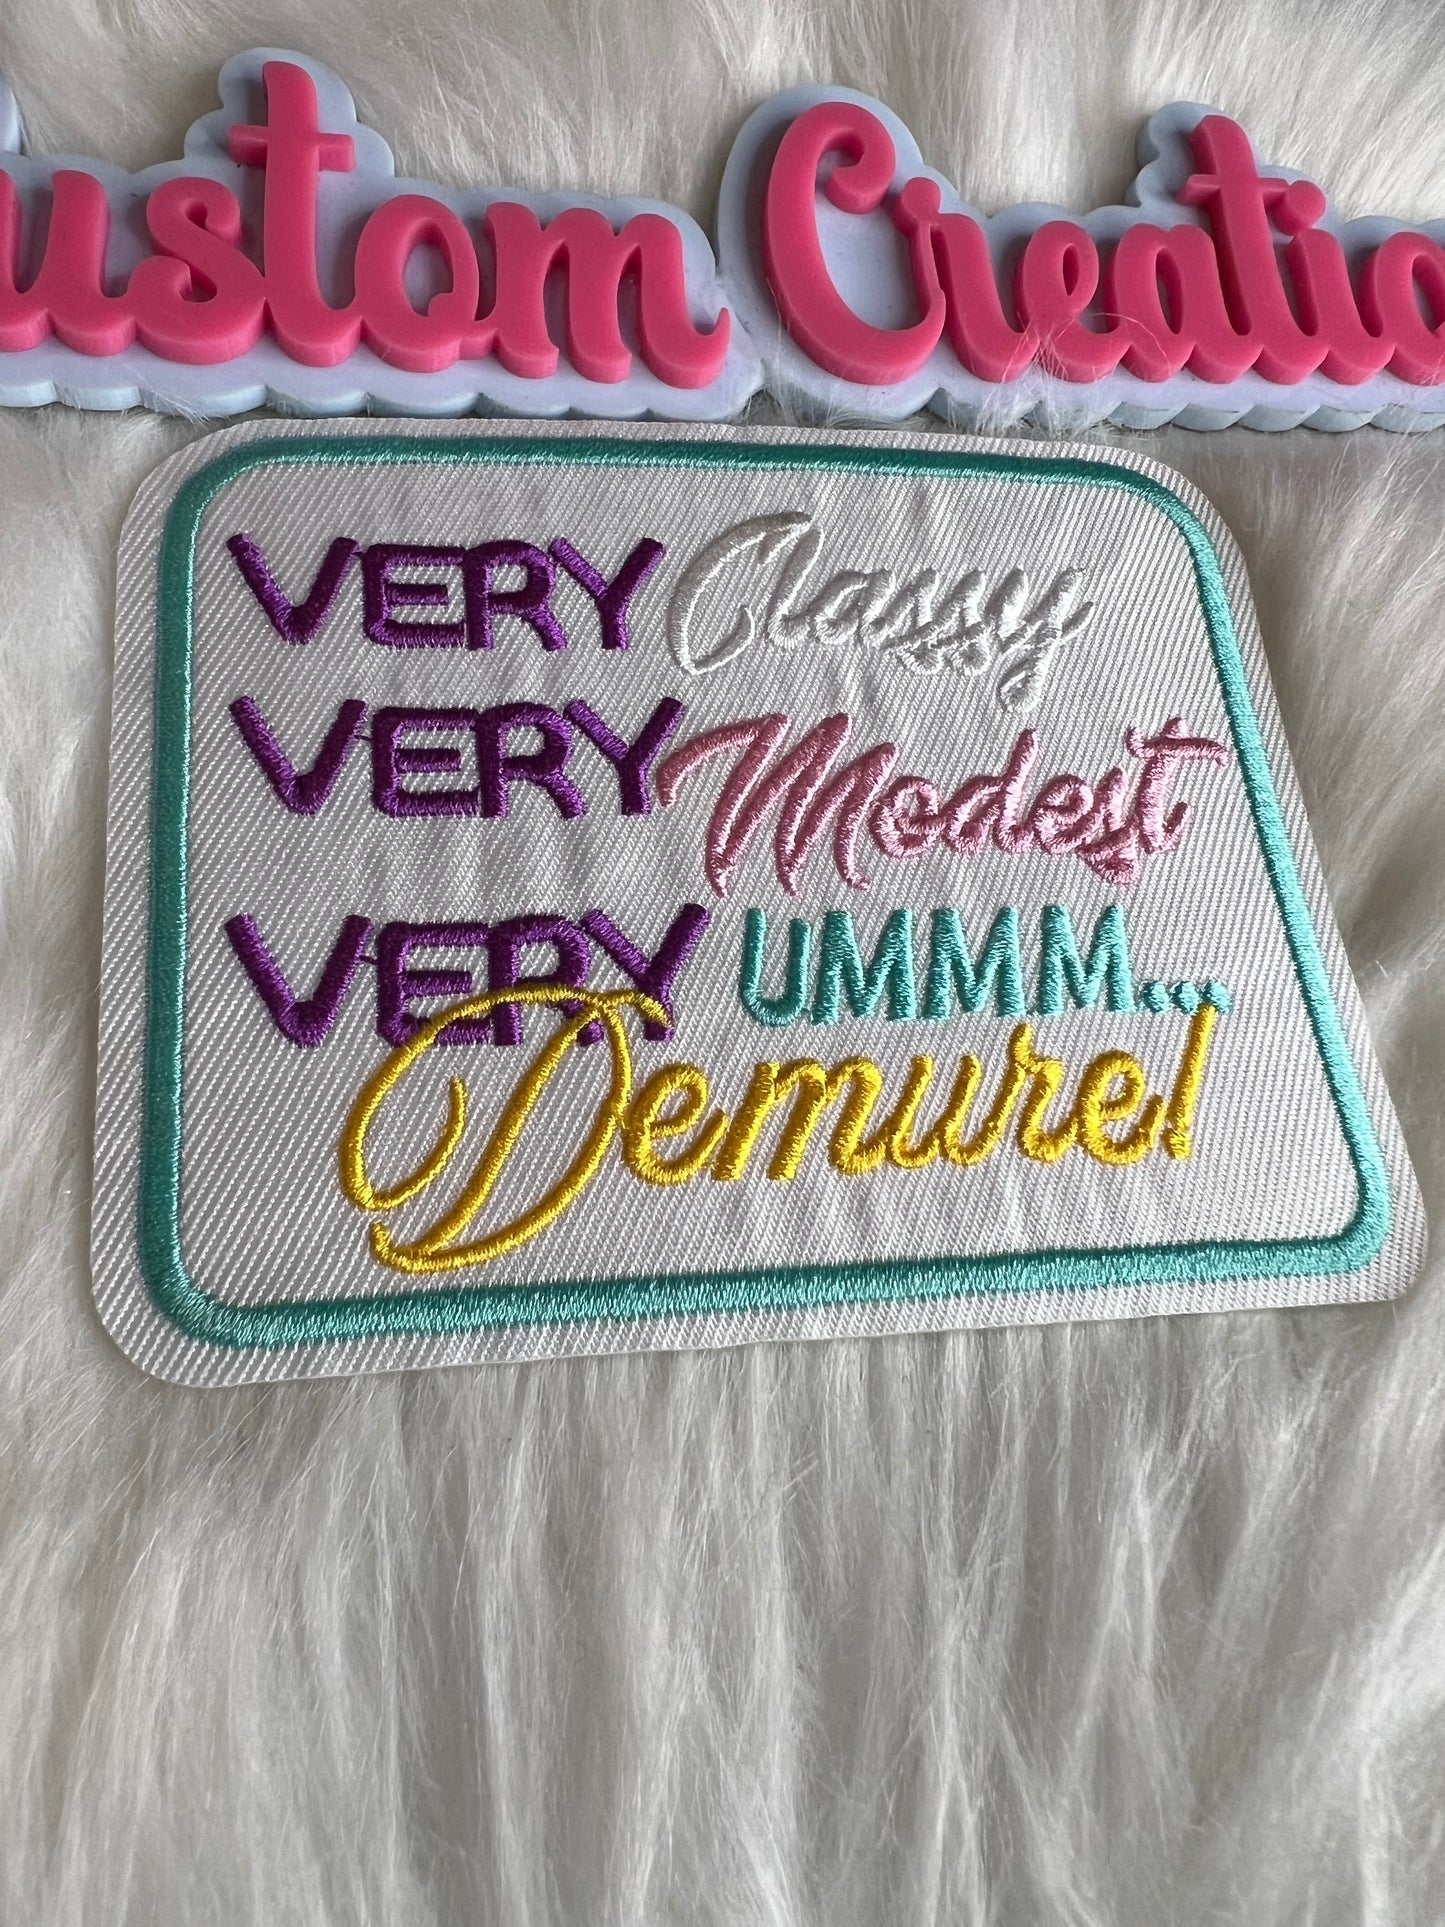 ustom Creatio
VERY Classy
VERY Modest
VERY UMMM...
Demure!